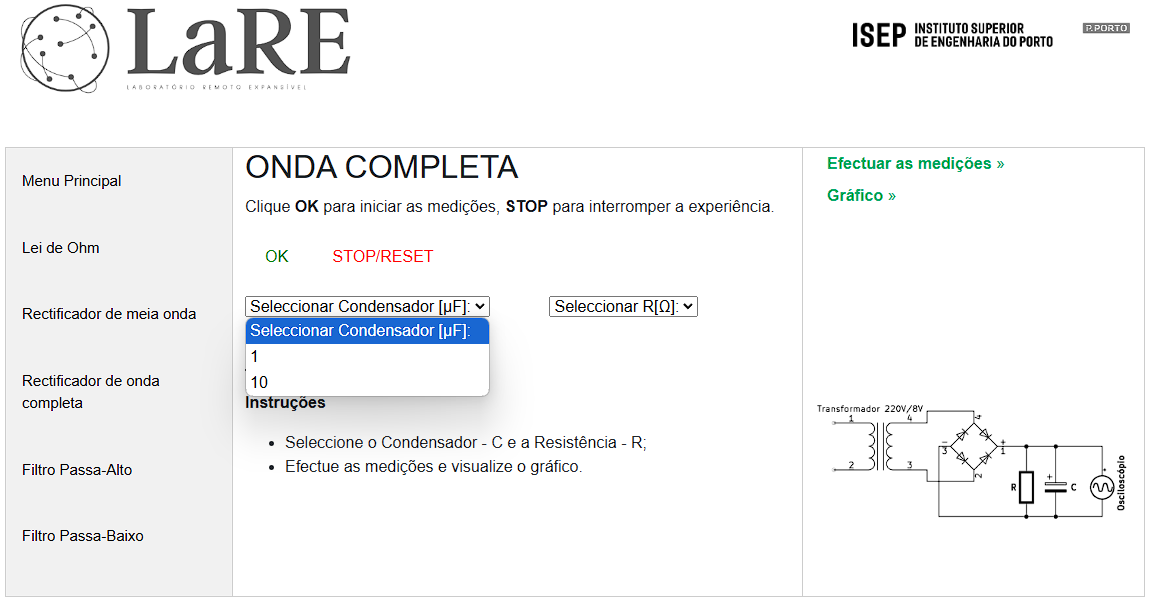 LaRE
LABORATÓRIO REMOTO EXPANSÍVEL
ISEP INSTITUTO SUPERIOR
DE ENGENHARIA DO PORTO
P.PORTO
Menu Principal
Lei de Ohm
Rectificador de meia onda
Rectificador de onda
completa
Filtro Passa-Alto
Filtro Passa-Baixo
ONDA COMPLETA
Clique OK para iniciar as medições, STOP para interromper a experiência.
OK STOP/RESET
Seleccionar Condensador [µF]: Seleccionar R[Ω]:
Seleccionar Condensador [µF]:
1
10
Instruções
• Seleccione o Condensador - C e a Resistência - R;
• Efectue as medições e visualize o gráfico.
Efectuar as medições »
Gráfico »
Transformador 220V/8V
1 4
2 3
4
- 3
+ 1
2
R
+ C
+
Osciloscópio